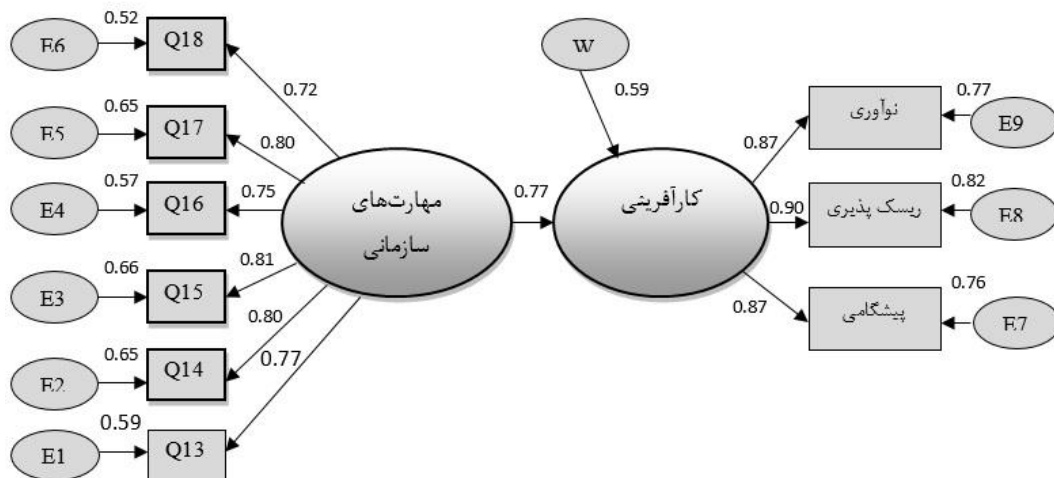 E6
0.52
Q18
0.72
E5
0.65
Q17
0.80
E4
0.57
Q16
0.75
E3
0.66
Q15
0.81
E2
0.65
Q14
0.80
E1
0.59
Q13
0.77
مهارت‌های
سازمانی
0.77
W
0.59
کارآفرینی
0.87
نوآوری
0.77
E9
0.90
ریسک پذیری
0.82
E8
0.87
پیشگامی
0.76
E7